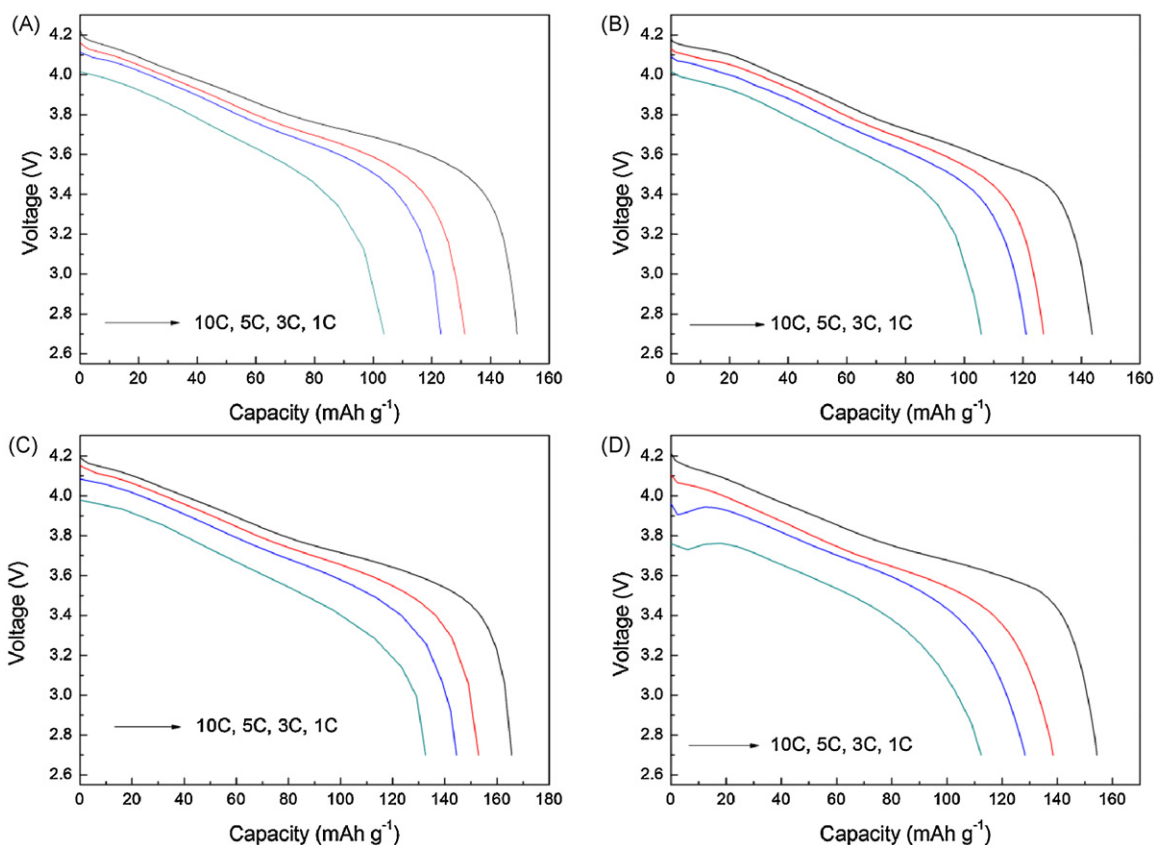 (A)
4.2
4.0
3.8
3.6
3.4
3.2
3.0
2.8
2.6
Voltage (V)
10C, 5C, 3C, 1C
0 20 40 60 80 100 120 140 160
Capacity (mAh g⁻¹)
(B)
4.2
4.0
3.8
3.6
3.4
3.2
3.0
2.8
2.6
Voltage (V)
10C, 5C, 3C, 1C
0 20 40 60 80 100 120 140 160
Capacity (mAh g⁻¹)
(C)
4.2
4.0
3.8
3.6
3.4
3.2
3.0
2.8
2.6
Voltage (V)
10C, 5C, 3C, 1C
0 20 40 60 80 100 120 140 160 180
Capacity (mAh g⁻¹)
(D)
4.2
4.0
3.8
3.6
3.4
3.2
3.0
2.8
2.6
Voltage (V)
10C, 5C, 3C, 1C
0 20 40 60 80 100 120 140 160
Capacity (mAh g⁻¹)